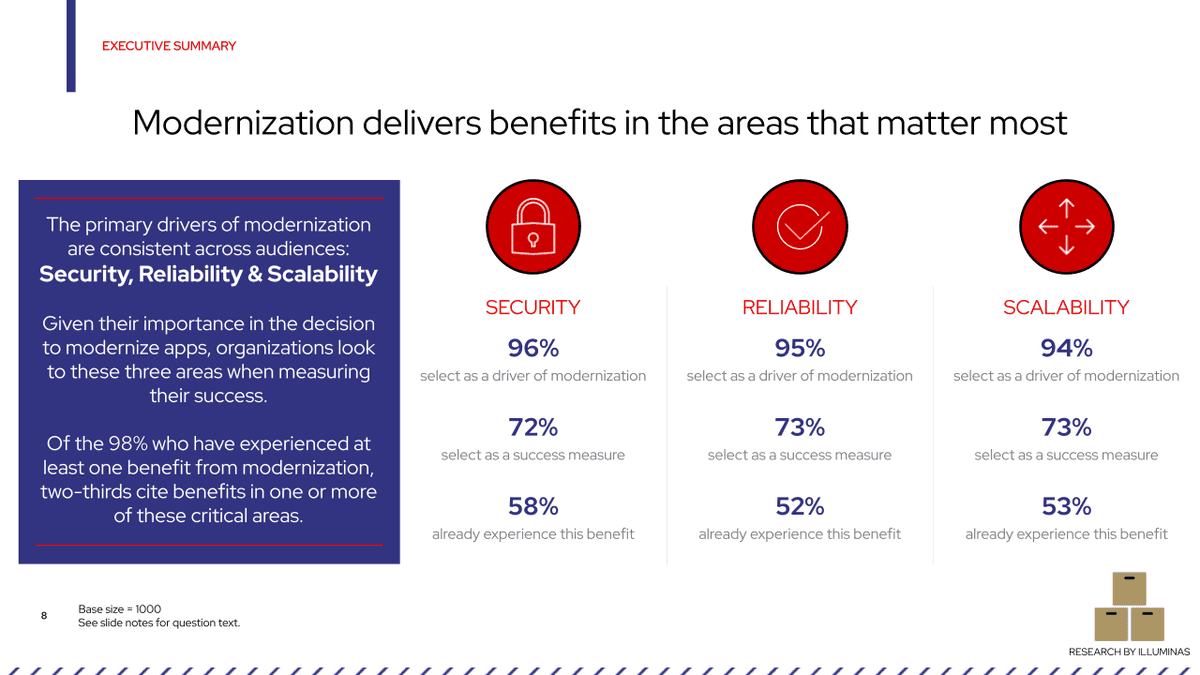 EXECUTIVE SUMMARY
Modernization delivers benefits in the areas that matter most
The primary drivers of modernization
are consistent across audiences:
Security, Reliability & Scalability
Given their importance in the decision
to modernize apps, organizations look
to these three areas when measuring
their success.
Of the 98% who have experienced at
least one benefit from modernization,
two-thirds cite benefits in one or more
of these critical areas.
SECURITY
96%
select as a driver of modernization
72%
select as a success measure
58%
already experience this benefit
RELIABILITY
95%
select as a driver of modernization
73%
select as a success measure
52%
already experience this benefit
SCALABILITY
94%
select as a driver of modernization
73%
select as a success measure
53%
already experience this benefit
8
Base size = 1000
See slide notes for question text.
RESEARCH BY ILLUMINAS